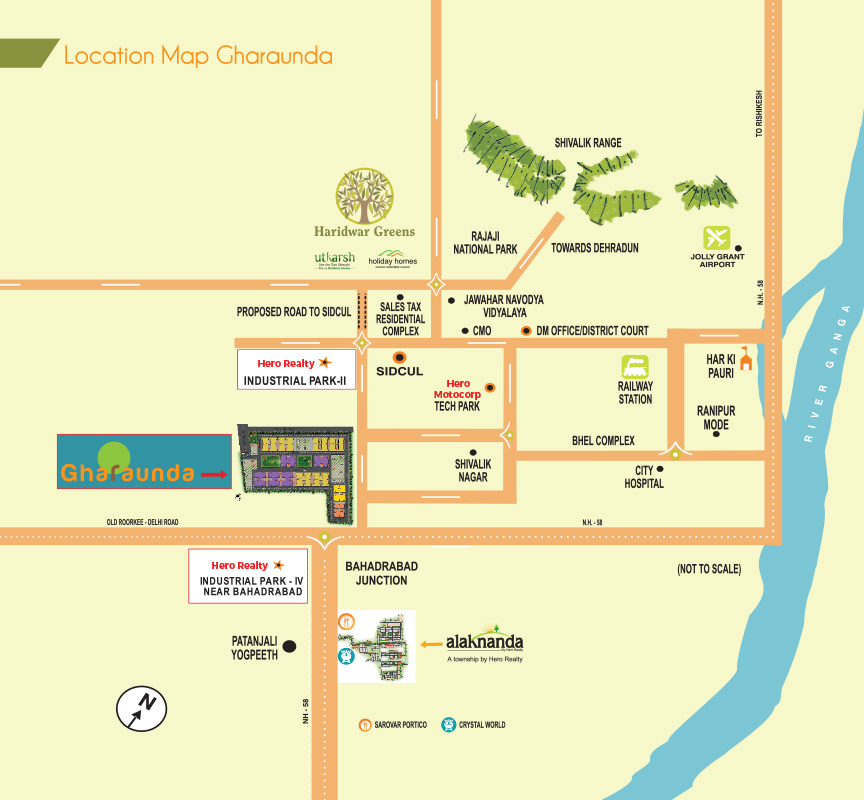 Location Map Gharaunda
TO RISHIKESH
SHIVALIK RANGE
Haridwar Greens
utkarsh
holiday homes
RAJAJI
NATIONAL PARK
TOWARDS DEHRADUN
JOLLY GRANT
AIRPORT
N.H. - 58
PROPOSED ROAD TO SIDCUL
SALES TAX
RESIDENTIAL
COMPLEX
JAWAHAR NAVODYA
VIDYALAYA
CMO
DM OFFICE/DISTRICT COURT
RIVER GANGA
Hero Realty
INDUSTRIAL PARK-II
SIDCUL
Hero
Motocorp
TECH PARK
RAILWAY
STATION
HAR KI
PAURI
RANIPUR
MODE
BHEL COMPLEX
Gharaunda
SHIVALIK
NAGAR
CITY
HOSPITAL
OLD ROORKEE - DELHI ROAD
N.H. - 58
Hero Realty
INDUSTRIAL PARK - IV
NEAR BAHADRABAD
BAHADRABAD
JUNCTION
(NOT TO SCALE)
PATANJALI
YOGPEETH
alaknanda
by Hero Realty
A township by Hero Realty
N
NH - 58
SAROVAR PORTICO
CRYSTAL WORLD